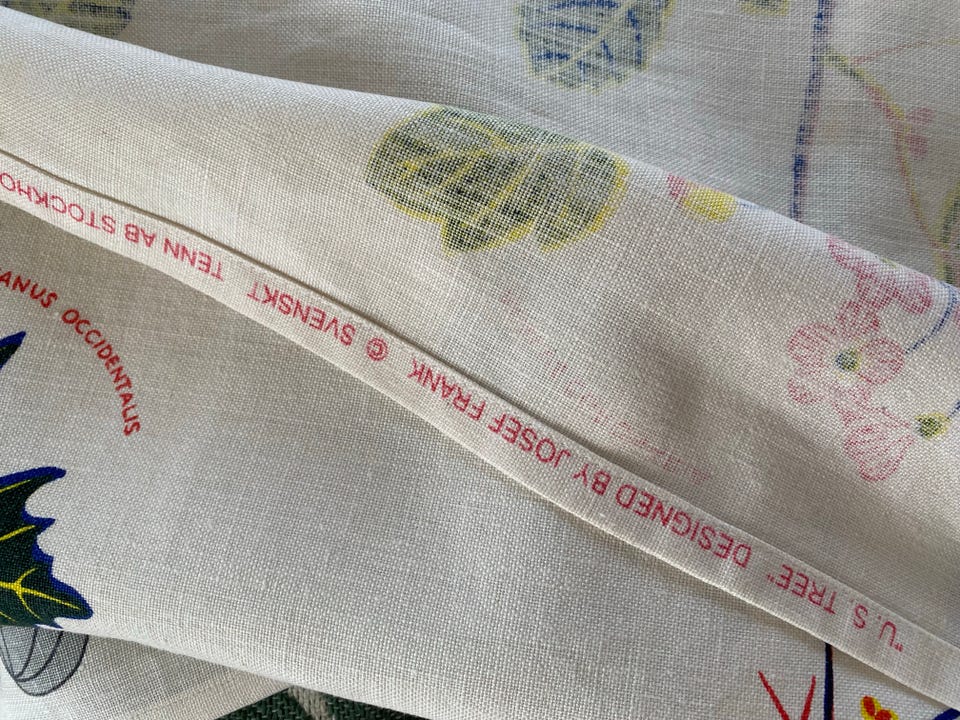 "U.S. TREE" DESIGNED BY JOSEF FRANK © SVENSKT TENN AB STOCKHO
ANUS OCCIDENTALIS